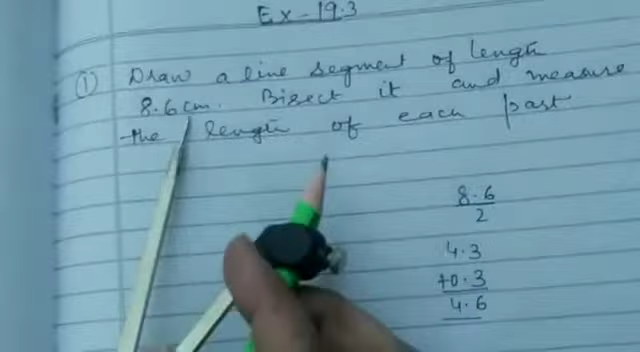 Ex - 19.3
① Draw a line segment of length
8.6 cm. Bisect it and measure
the length of each part
8.6
2
4.3
+0.3
4.6